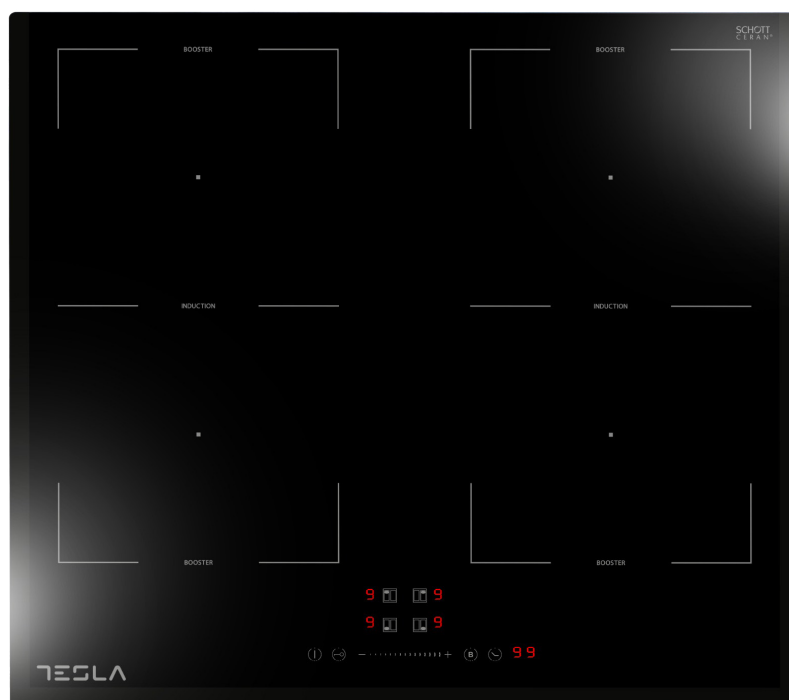 BOOSTER BOOSTER
SCHOTT
CERAN®
INDUCTION INDUCTION
BOOSTER BOOSTER
9 9
9 9
B 99
TESLA